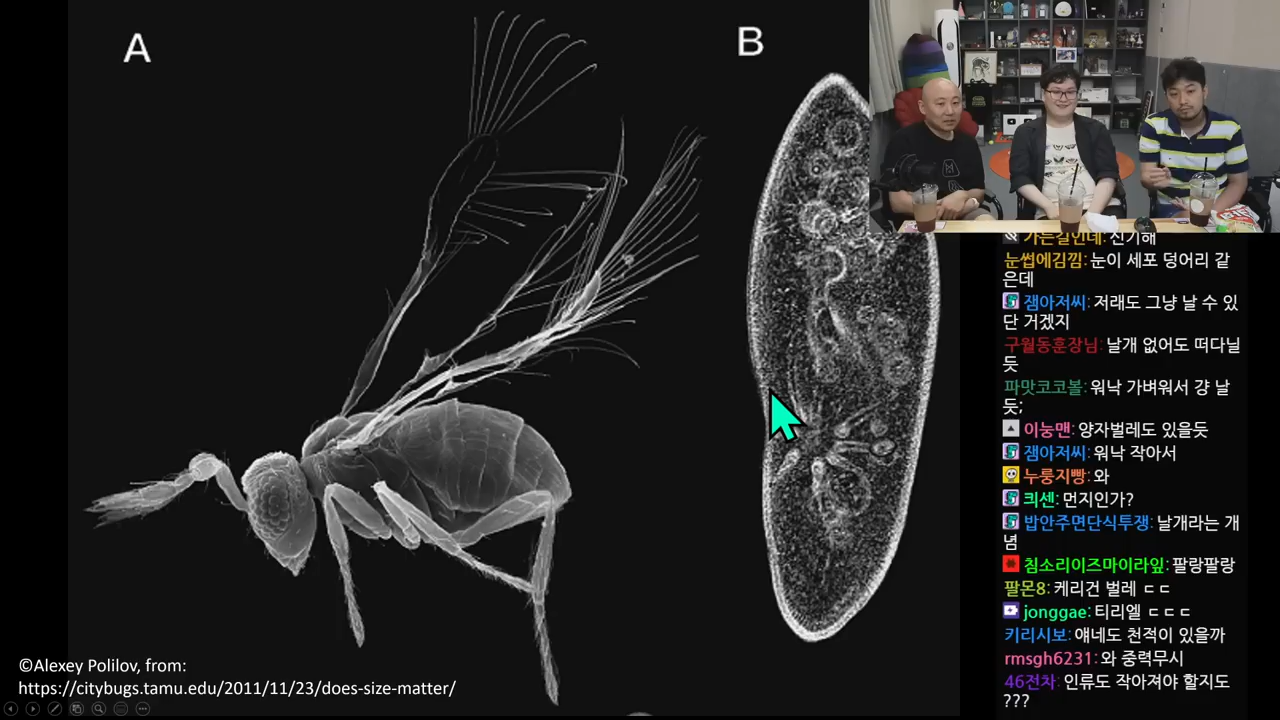 A
B
가는길인데: 신기해
눈썹에김낌: 눈이 세포 덩어리 같
은데
잼아저씨: 저래도 그냥 날 수 있
단 거겠지
구월동훈장님: 날개 없어도 떠다닐
듯
파맛코코볼: 워낙 가벼워서 걍 날
듯;
이눙맨: 양자벌레도 있을듯
잼아저씨: 워낙 작아서
누룽지빵: 와
킈센: 먼지인가?
밥안주면단식투쟁: 날개라는 개
념
침소리이즈마이라잎: 팔랑팔랑
팔몬8: 케리건 벌레 ㄷㄷ
jonggae: 티리엘 ㄷㄷㄷ
키리시보: 얘네도 천적이 있을까
rmsgh6231: 와 중력무시
46전차: 인류도 작아져야 할지도
???
©Alexey Polilov, from:
https://citybugs.tamu.edu/2011/11/23/does-size-matter/